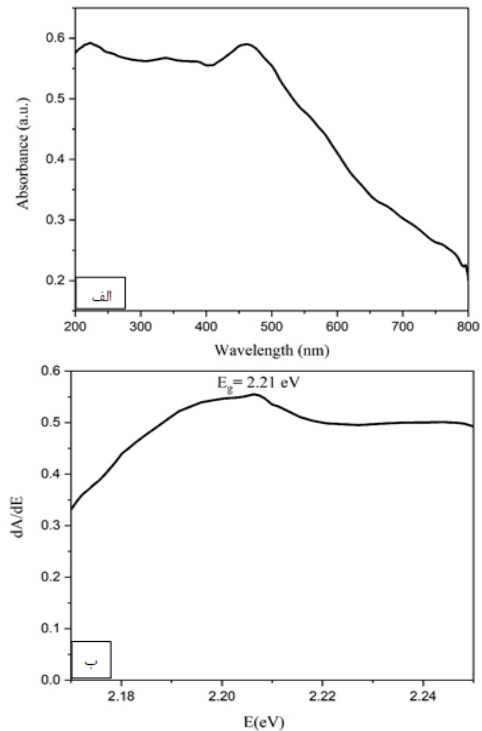 0.6
0.5
0.4
0.3
0.2
Absorbance (a.u.)
الف
200 300 400 500 600 700 800
Wavelength (nm)
0.6
0.5
0.4
0.3
0.2
0.1
0.0
dA/dE
E_g= 2.21 eV
ب
2.18 2.20 2.22 2.24
E(eV)